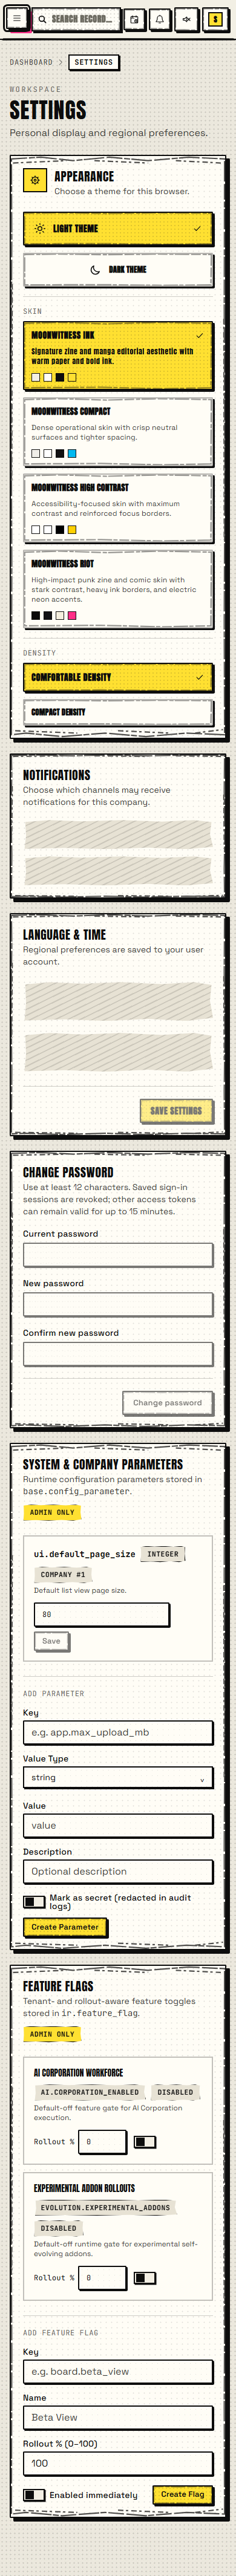 SEARCH RECORD...
$
DASHBOARD > SETTINGS
WORKSPACE
SETTINGS
Personal display and regional preferences.
APPEARANCE
Choose a theme for this browser.
LIGHT THEME
DARK THEME
SKIN
MOONWITNESS INK
Signature zine and manga editorial aesthetic with
warm paper and bold ink.
MOONWITNESS COMPACT
Dense operational skin with crisp neutral
surfaces and tighter spacing.
MOONWITNESS HIGH CONTRAST
Accessibility-focused skin with maximum
contrast and reinforced focus borders.
MOONWITNESS RIOT
High-impact punk zine and comic skin with
stark contrast, heavy ink borders, and electric
neon accents.
DENSITY
COMFORTABLE DENSITY
COMPACT DENSITY
NOTIFICATIONS
Choose which channels may receive
notifications for this company.
LANGUAGE & TIME
Regional preferences are saved to your user
account.
SAVE SETTINGS
CHANGE PASSWORD
Use at least 12 characters. Saved sign-in
sessions are revoked; other access tokens
can remain valid for up to 15 minutes.
Current password
New password
Confirm new password
Change password
SYSTEM & COMPANY PARAMETERS
Runtime configuration parameters stored in
base.config_parameter.
ADMIN ONLY
ui.default_page_size INTEGER
COMPANY #1
Default list view page size.
80
Save
ADD PARAMETER
Key
e.g. app.max_upload_mb
Value Type
string
Value
value
Description
Optional description
Mark as secret (redacted in audit
logs)
Create Parameter
FEATURE FLAGS
Tenant- and rollout-aware feature toggles
stored in ir.feature_flag.
ADMIN ONLY
AI CORPORATION WORKFORCE
AI.CORPORATION_ENABLED DISABLED
Default-off feature gate for AI Corporation
execution.
Rollout % 0
EXPERIMENTAL ADDON ROLLOUTS
EVOLUTION.EXPERIMENTAL_ADDONS
DISABLED
Default-off runtime gate for experimental self-
evolving addons.
Rollout % 0
ADD FEATURE FLAG
Key
e.g. board.beta_view
Name
Beta View
Rollout % (0–100)
100
Enabled immediately Create Flag